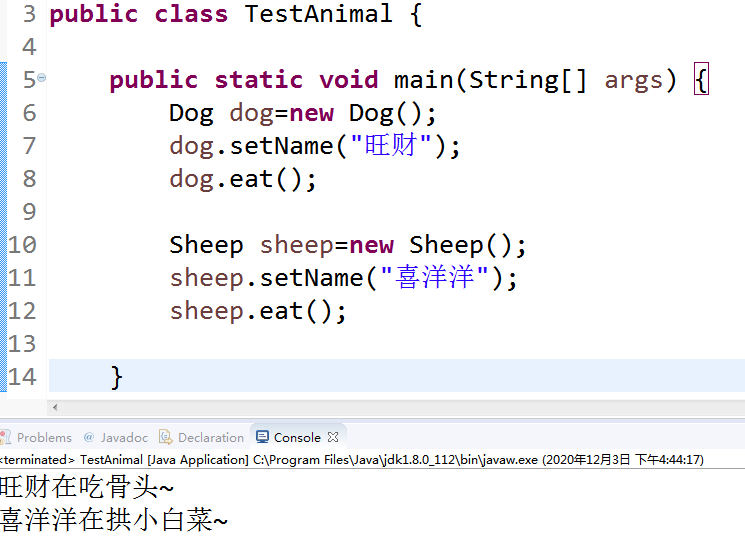 3 public class TestAnimal {
4
5 public static void main(String[] args) {
6 Dog dog=new Dog();
7 dog.setName("旺财");
8 dog.eat();
9
10 Sheep sheep=new Sheep();
11 sheep.setName("喜洋洋");
12 sheep.eat();
13
14 }
Problems @ Javadoc Declaration Console
<terminated> TestAnimal [Java Application] C:\Program Files\Java\jdk1.8.0_112\bin\javaw.exe (2020年12月3日 下午4:44:17)
旺财在吃骨头~
喜洋洋在拱小白菜~